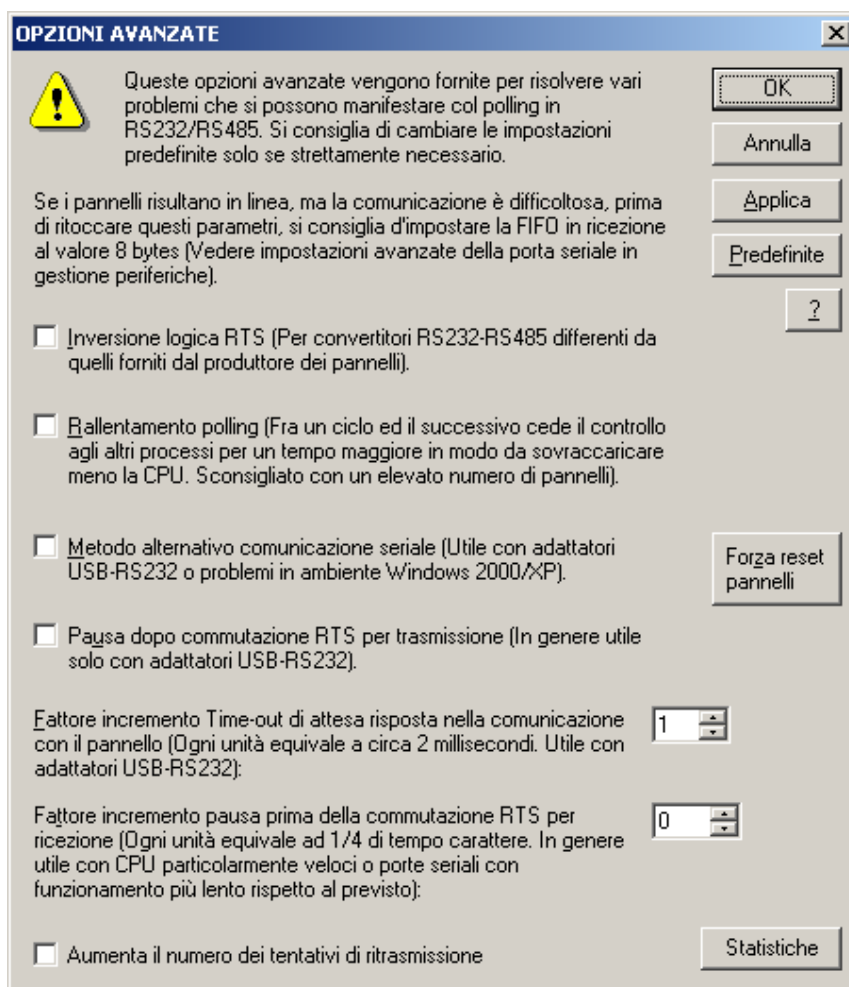 OPZIONI AVANZATE
Queste opzioni avanzate vengono fornite per risolvere vari
problemi che si possono manifestare col polling in
RS232/RS485. Si consiglia di cambiare le impostazioni
predefinite solo se strettamente necessario.
OK
Annulla
Applica
Predefinite
?
Se i pannelli risultano in linea, ma la comunicazione è difficoltosa, prima
di ritoccare questi parametri, si consiglia d'impostare la FIFO in ricezione
al valore 8 bytes (Vedere impostazioni avanzate della porta seriale in
gestione periferiche).
Inversione logica RTS (Per convertitori RS232-RS485 differenti da
quelli forniti dal produttore dei pannelli).
Rallentamento polling (Fra un ciclo ed il successivo cede il controllo
agli altri processi per un tempo maggiore in modo da sovraccaricare
meno la CPU. Sconsigliato con un elevato numero di pannelli).
Metodo alternativo comunicazione seriale (Utile con adattatori
USB-RS232 o problemi in ambiente Windows 2000/XP).
Forza reset
pannelli
Pausa dopo commutazione RTS per trasmissione (In genere utile
solo con adattatori USB-RS232).
Fattore incremento Time-out di attesa risposta nella comunicazione
con il pannello (Ogni unità equivale a circa 2 millisecondi. Utile con
adattatori USB-RS232):
1
Fattore incremento pausa prima della commutazione RTS per
ricezione (Ogni unità equivale ad 1/4 di tempo carattere. In genere
utile con CPU particolarmente veloci o porte seriali con
funzionamento più lento rispetto al previsto):
0
Aumenta il numero dei tentativi di ritrasmissione
Statistiche